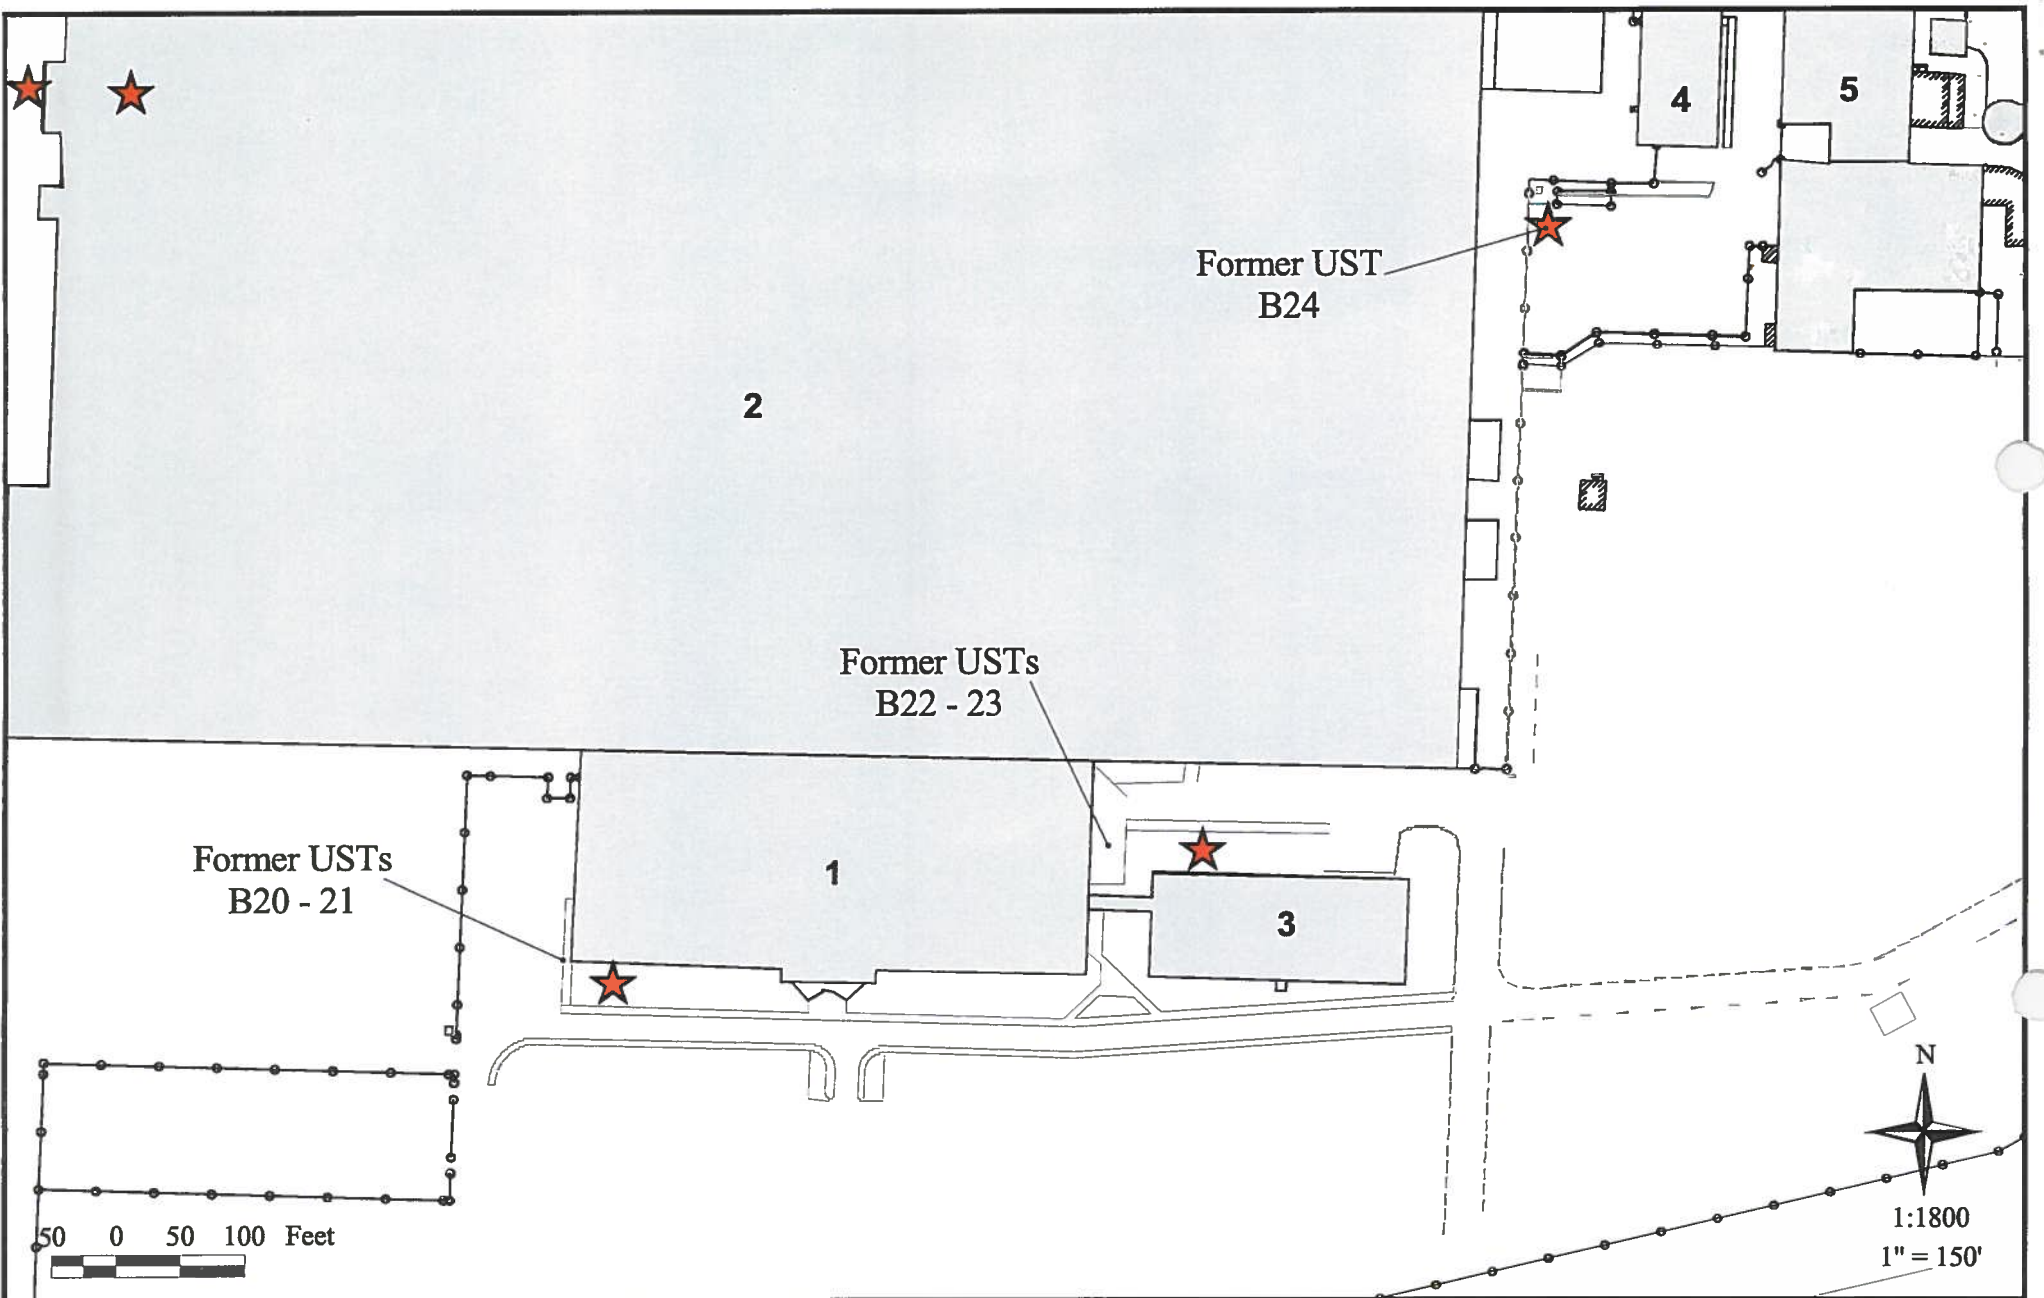 4
5
Former UST
B24
2
Former USTs
B22 - 23
Former USTs
B20 - 21
1
3
N
50 0 50 100 Feet
1:1800
1" = 150'